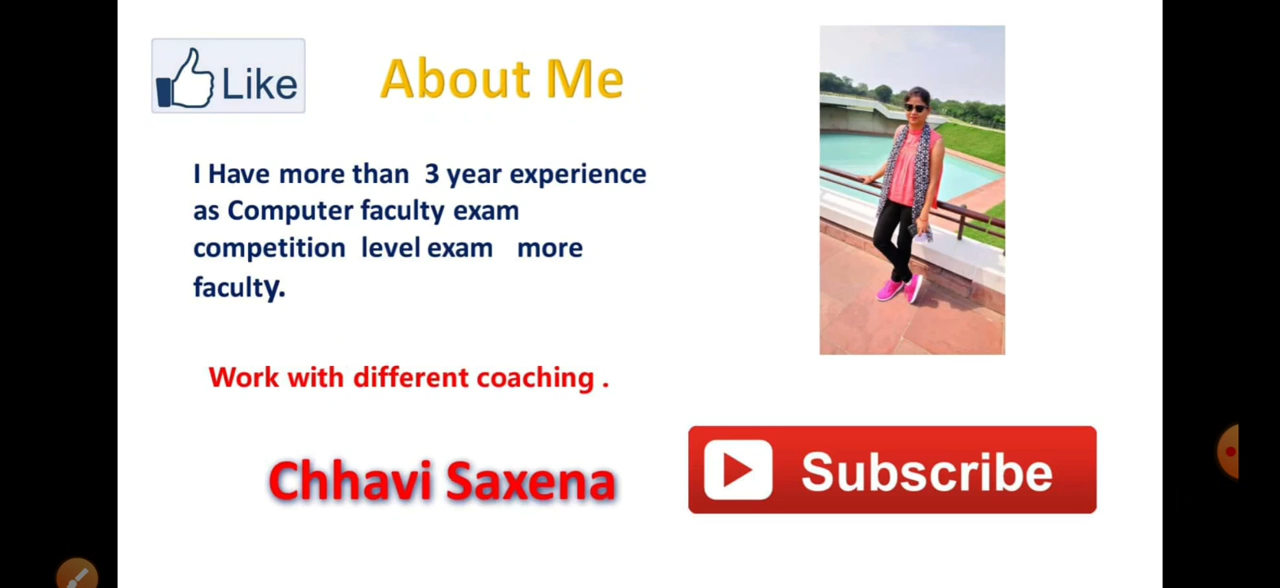 Like
About Me
I Have more than 3 year experience
as Computer faculty exam
competition level exam more
faculty.
Work with different coaching .
Chhavi Saxena
Subscribe